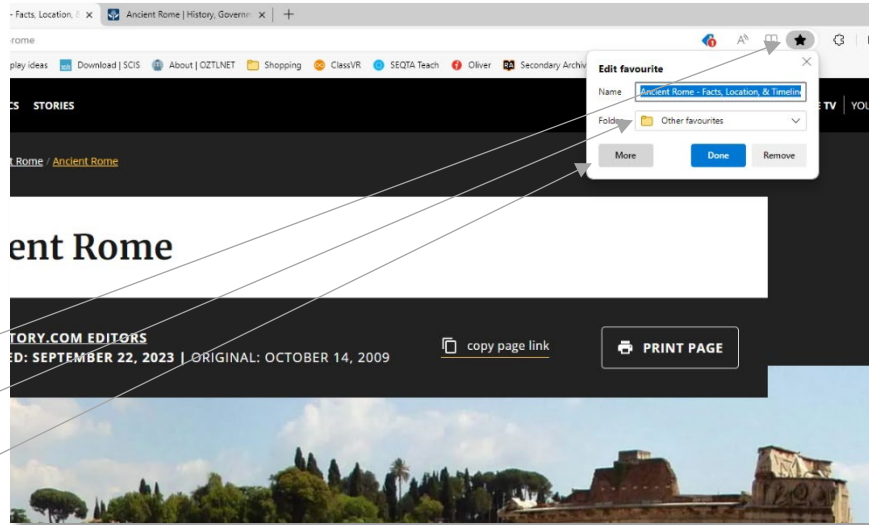 - Facts, Location, &
Ancient Rome | History, Governm
rome
play ideas
Download | SCIS
About | OZTLNET
Shopping
ClassVR
SEQTA Teach
Oliver
RA
Secondary Archiv
Edit favourite
Name
Ancient Rome - Facts, Location, & Timeline
Folder
Other favourites
More
Done
Remove
CS STORIES
E TV | YOU
t Rome / Ancient Rome
ent Rome
TORY.COM EDITORS
ED: SEPTEMBER 22, 2023 | ORIGINAL: OCTOBER 14, 2009
copy page link
PRINT PAGE